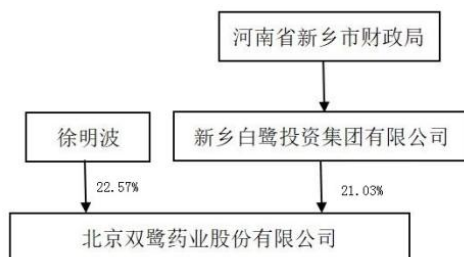 河南省新乡市财政局
徐明波
新乡白鹭投资集团有限公司
22.57%
21.03%
北京双鹭药业股份有限公司